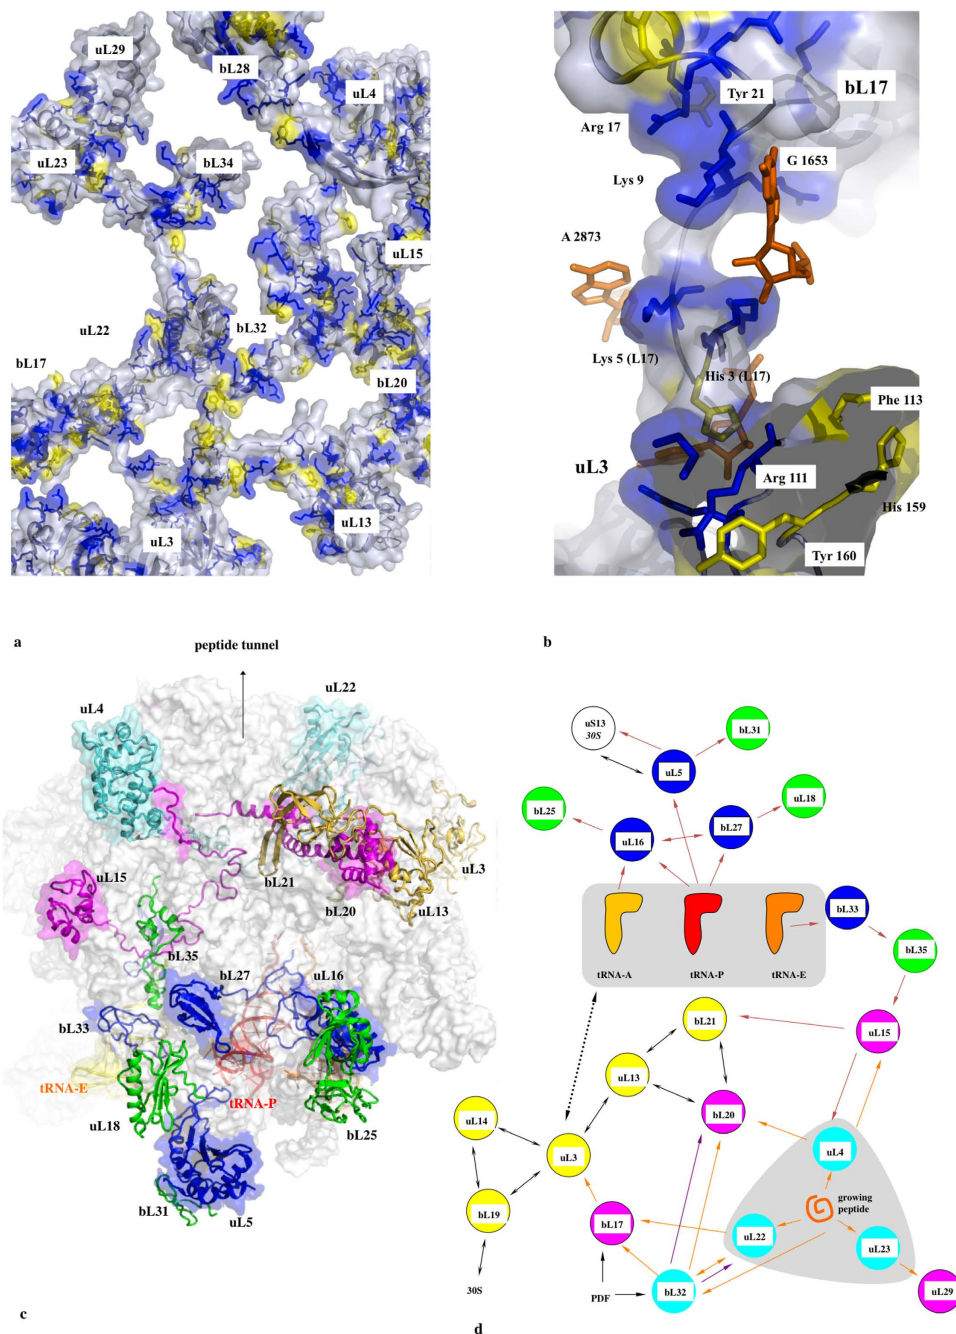 uL29
bL28
uL4
uL23
bL34
uL15
uL22
bL32
bL17
bL20
uL3
uL13
a
Tyr 21
bL17
Arg 17
G 1653
Lys 9
A 2873
Lys 5 (L17)
His 3 (L17)
Phe 113
uL3
Arg 111
His 159
Tyr 160
b
peptide tunnel
uL4
uL22
uL15
bL21
uL3
bL20
uL13
bL35
bL27
uL16
bL33
tRNA-E
tRNA-P
uL18
bL25
bL31
uL5
c
uS13
30S
bL31
uL5
bL25
uL18
bL27
uL16
bL33
tRNA-A
tRNA-P
tRNA-E
bL35
bL21
uL15
uL13
bL20
uL14
uL4
uL3
growing
peptide
bL19
bL17
uL22
uL23
30S
PDF
bL32
uL29
d